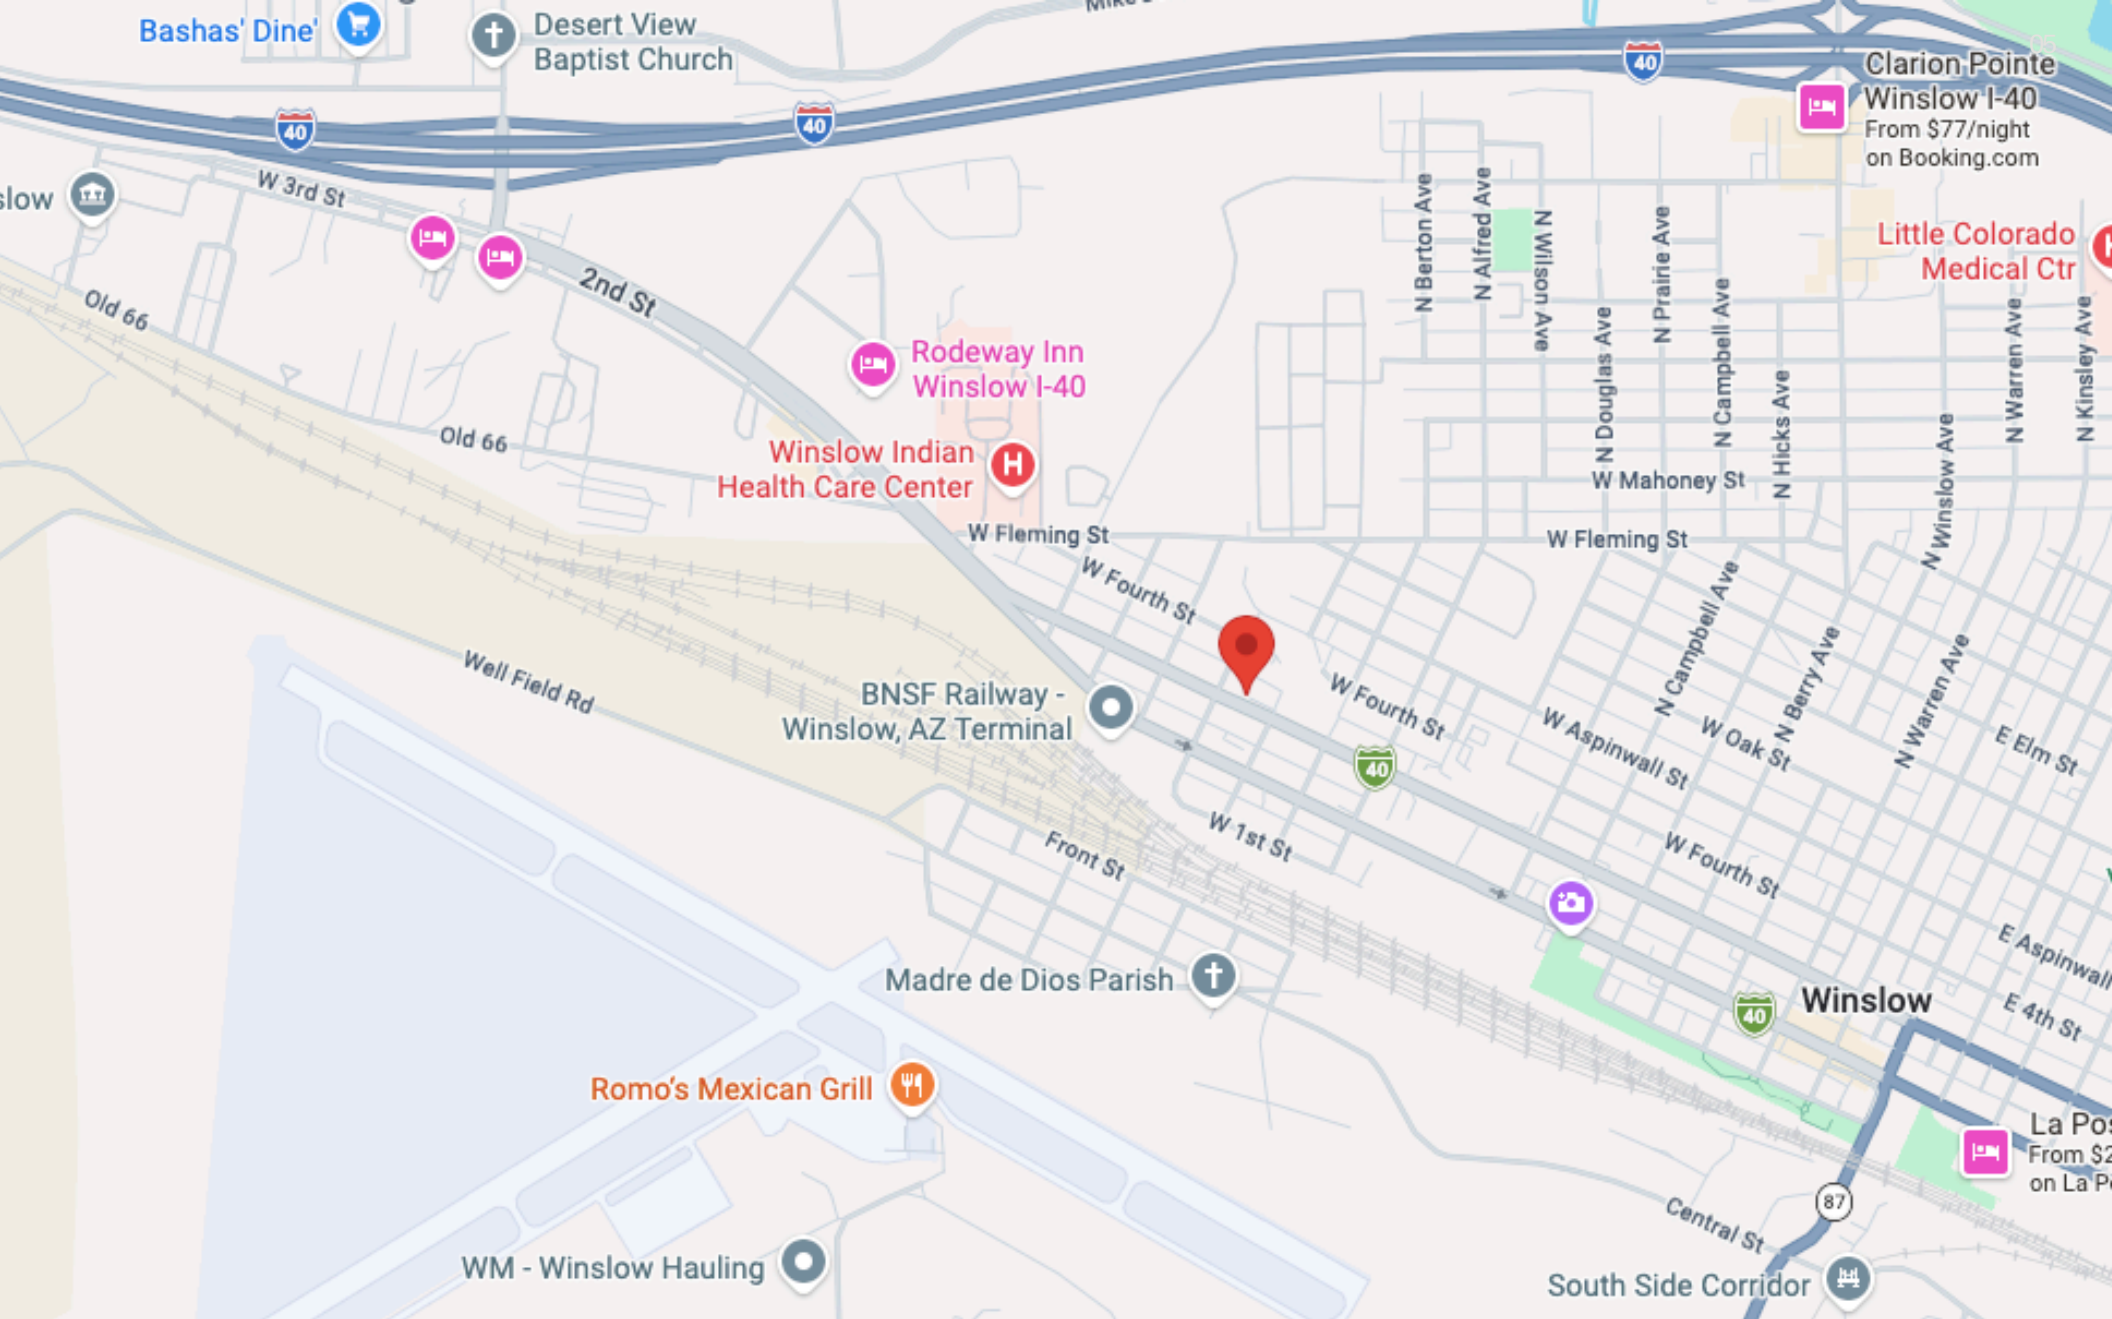 Bashas' Dine'
Desert View
Baptist Church
40
40
40
Clarion Pointe
Winslow I-40
From $77/night
on Booking.com
slow
W 3rd St
2nd St
Old 66
Old 66
N Berton Ave
N Alfred Ave
N Wilson Ave
N Douglas Ave
N Prairie Ave
N Campbell Ave
N Hicks Ave
Little Colorado
Medical Ctr
N Winslow Ave
N Warren Ave
N Kinsley Ave
Rodeway Inn
Winslow I-40
Winslow Indian
Health Care Center
H
W Mahoney St
W Fleming St
W Fleming St
W Fourth St
N Campbell Ave
N Berry Ave
N Warren Ave
Well Field Rd
BNSF Railway -
Winslow, AZ Terminal
W Fourth St
W Aspinwall St
W Oak St
E Elm St
40
W 1st St
Front St
W Fourth St
E Aspinwall
Madre de Dios Parish
40
Winslow
E 4th St
Romo's Mexican Grill
La Pos
From $2
on La P
87
Central St
WM - Winslow Hauling
South Side Corridor